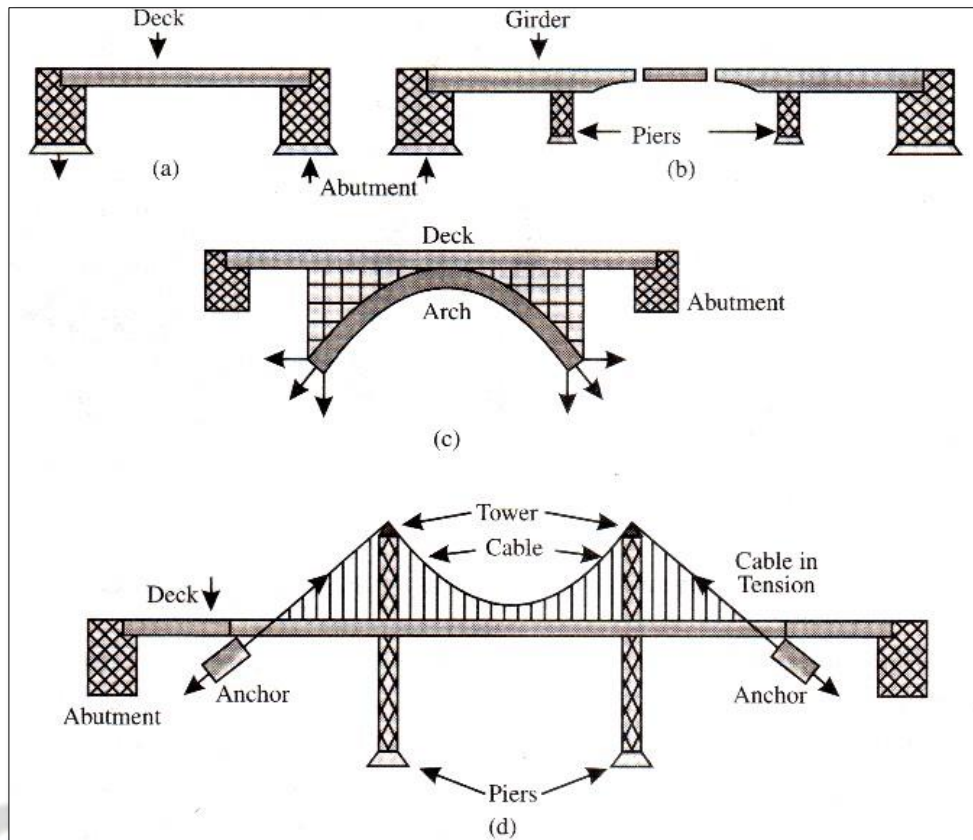 Deck
Girder
Piers
(a)
(b)
Abutment
Deck
Arch
Abutment
(c)
Tower
Cable
Cable in
Tension
Deck
Anchor
Anchor
Abutment
Piers
(d)